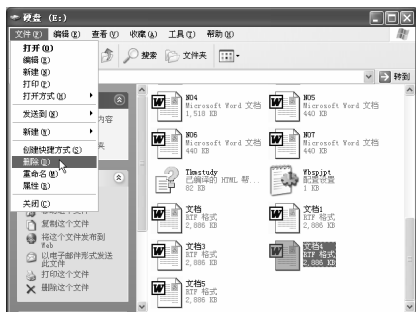 硬盘 (E:)
文件(F) 编辑(E) 查看(V) 收藏(A) 工具(T) 帮助(H)
搜索 文件夹
转到
打开(O)
编辑(E)
新建(N)
打印(P)
打开方式(H)
发送到(N)
新建(W)
创建快捷方式(S)
删除(D)
重命名(M)
属性(R)
关闭(C)
内容
夹
复制这个文件
将这个文件发布到
Web
以电子邮件形式发送
此文件
打印这个文件
删除这个文件
NO4
Microsoft Word 文档
1,510 KB
NO5
Microsoft Word 文档
440 KB
NO6
Microsoft Word 文档
440 KB
NO7
Microsoft Word 文档
440 KB
Tkmstudy
已编译的 HTML 帮...
82 KB
Vbsppjpt
配置设置
1 KB
文档
RTF 格式
2,886 KB
文档1
RTF 格式
2,886 KB
文档3
RTF 格式
2,886 KB
文档4
RTF 格式
2,886 KB
文档5
RTF 格式
2,886 KB